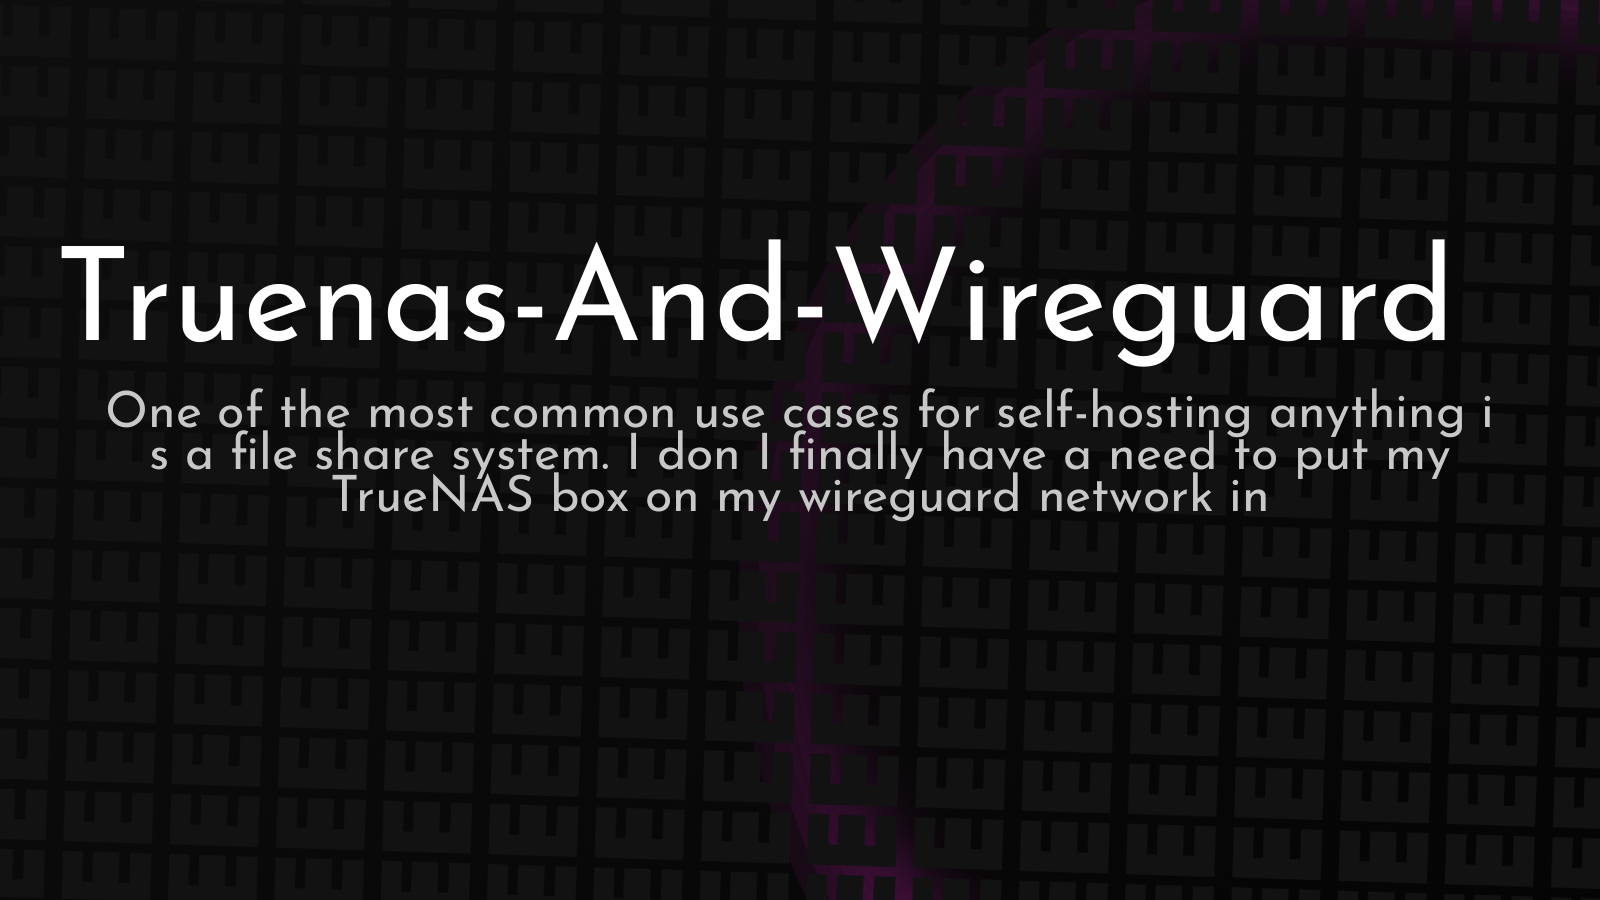 Truenas-And-Wireguard
One of the most common use cases for self-hosting anything i
s a file share system. I don I finally have a need to put my
TrueNAS box on my wireguard network in